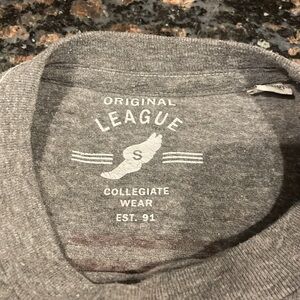 ORIGINAL
LEAGUE
S
COLLEGIATE
WEAR
EST. 91